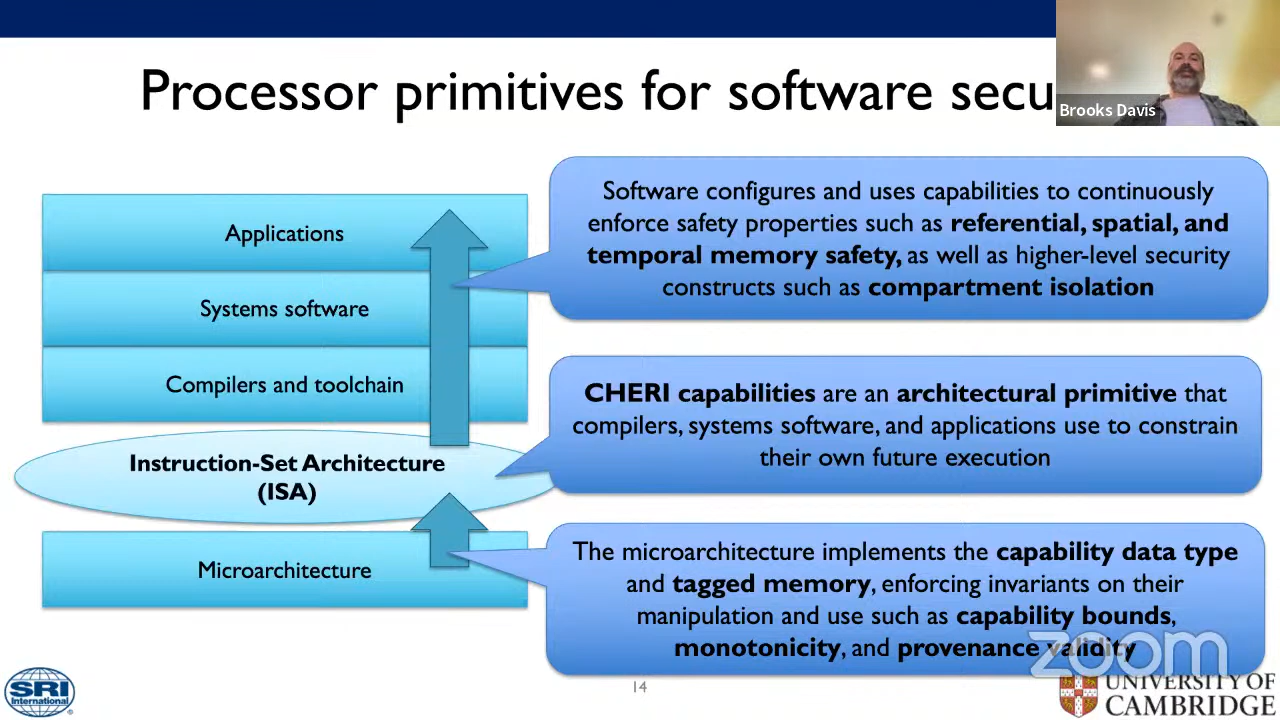 Processor primitives for software secu
Brooks Davis
Applications
Systems software
Compilers and toolchain
Instruction-Set Architecture
(ISA)
Microarchitecture
Software configures and uses capabilities to continuously
enforce safety properties such as referential, spatial, and
temporal memory safety, as well as higher-level security
constructs such as compartment isolation
CHERI capabilities are an architectural primitive that
compilers, systems software, and applications use to constrain
their own future execution
The microarchitecture implements the capability data type
and tagged memory, enforcing invariants on their
manipulation and use such as capability bounds,
monotonicity, and provenance validity
zoom
SRI
International
14
UNIVERSITY OF
CAMBRIDGE